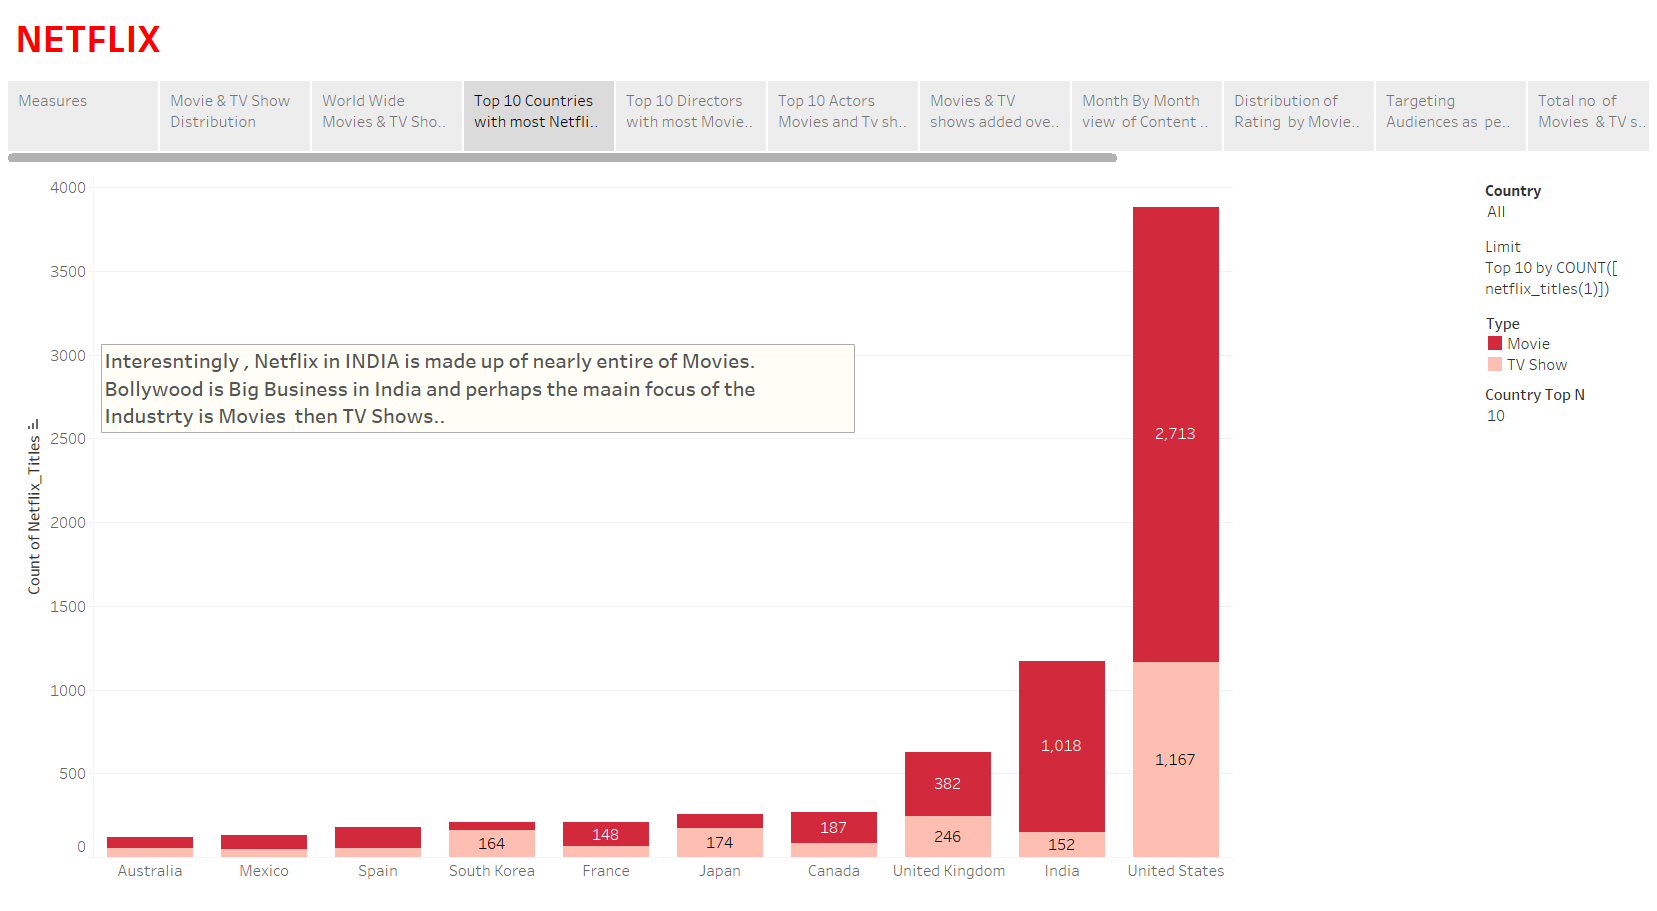 NETFLIX
Measures
Movie & TV Show
Distribution
World Wide
Movies & TV Sho..
Top 10 Countries
with most Netfli..
Top 10 Directors
with most Movie..
Top 10 Actors
Movies and Tv sh..
Movies & TV
shows added ove..
Month By Month
view of Content ..
Distribution of
Rating by Movie..
Targeting
Audiences as pe..
Total no of
Movies & TV s..
Count of Netflix_Titles
4000
3500
3000
2500
2000
1500
1000
500
0
Interesntingly , Netflix in INDIA is made up of nearly entire of Movies.
Bollywood is Big Business in India and perhaps the maain focus of the
Industrty is Movies then TV Shows..
164
148
174
187
382
246
1,018
152
2,713
1,167
Australia
Mexico
Spain
South Korea
France
Japan
Canada
United Kingdom
India
United States
Country
All
Limit
Top 10 by COUNT([
netflix_titles(1)])
Type
Movie
TV Show
Country Top N
10